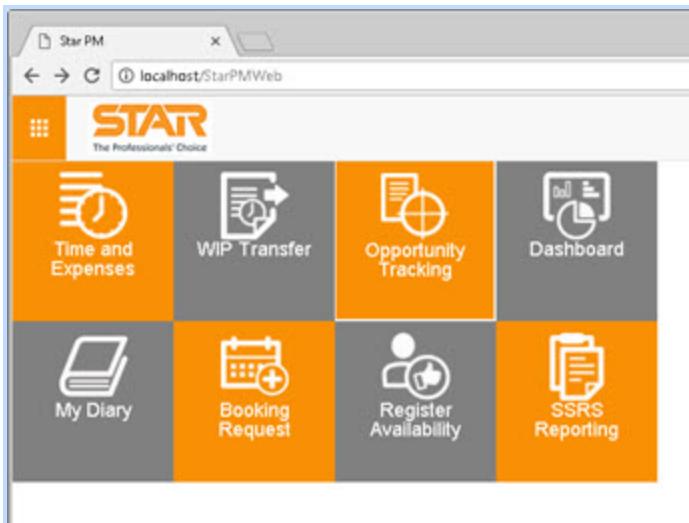 Star PM
localhost/StarPMWeb
STAR
The Professionals' Choice
Time and
Expenses
WIP Transfer
Opportunity
Tracking
Dashboard
My Diary
Booking
Request
Register
Availability
SSRS
Reporting